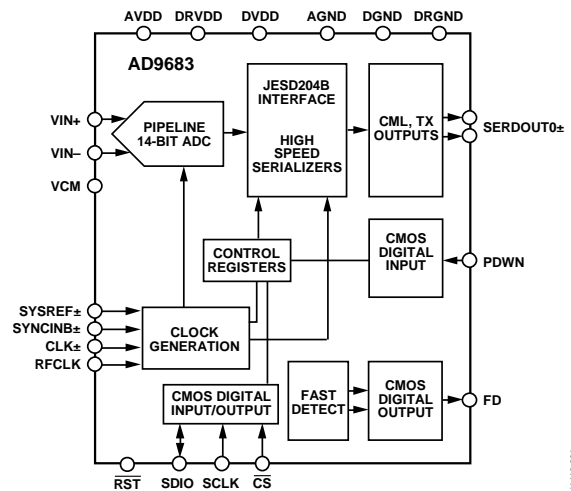 AVDD DRVDD DVDD AGND DGND DRGND
AD9683
JESD204B
INTERFACE
HIGH
SPEED
SERIALIZERS
VIN+
VIN–
VCM
PIPELINE
14-BIT ADC
CML, TX
OUTPUTS
SERDOUT0±
CONTROL
REGISTERS
CMOS
DIGITAL
INPUT
PDWN
SYSREF±
SYNCINB±
CLK±
RFCLK
CLOCK
GENERATION
CMOS DIGITAL
INPUT/OUTPUT
FAST
DETECT
CMOS
DIGITAL
OUTPUT
FD
RST SDIO SCLK CS